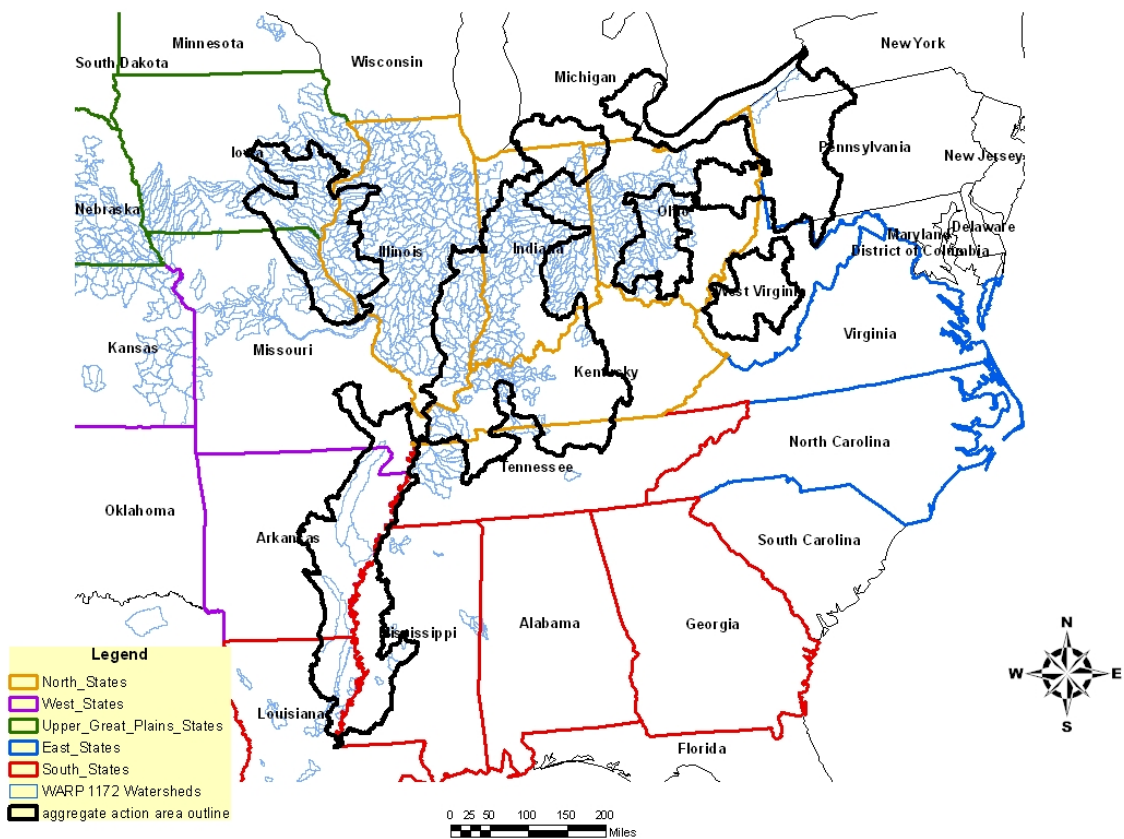 Minnesota
New York
South Dakota
Wisconsin
Michigan
Iowa
Pennsylvania
New Jersey
Nebraska
Ohio
Maryland
Delaware
Illinois
Indiana
District of Columbia
West Virginia
Virginia
Kansas
Missouri
Kentucky
North Carolina
Tennessee
Oklahoma
Arkansas
South Carolina
Mississippi
Alabama
Georgia
Louisiana
Florida
N
W
E
S
Legend
North_States
West_States
Upper_Great_Plains_States
East_States
South_States
WARP 1172 Watersheds
aggregate action area outline
0 25 50 100 150 200
Miles